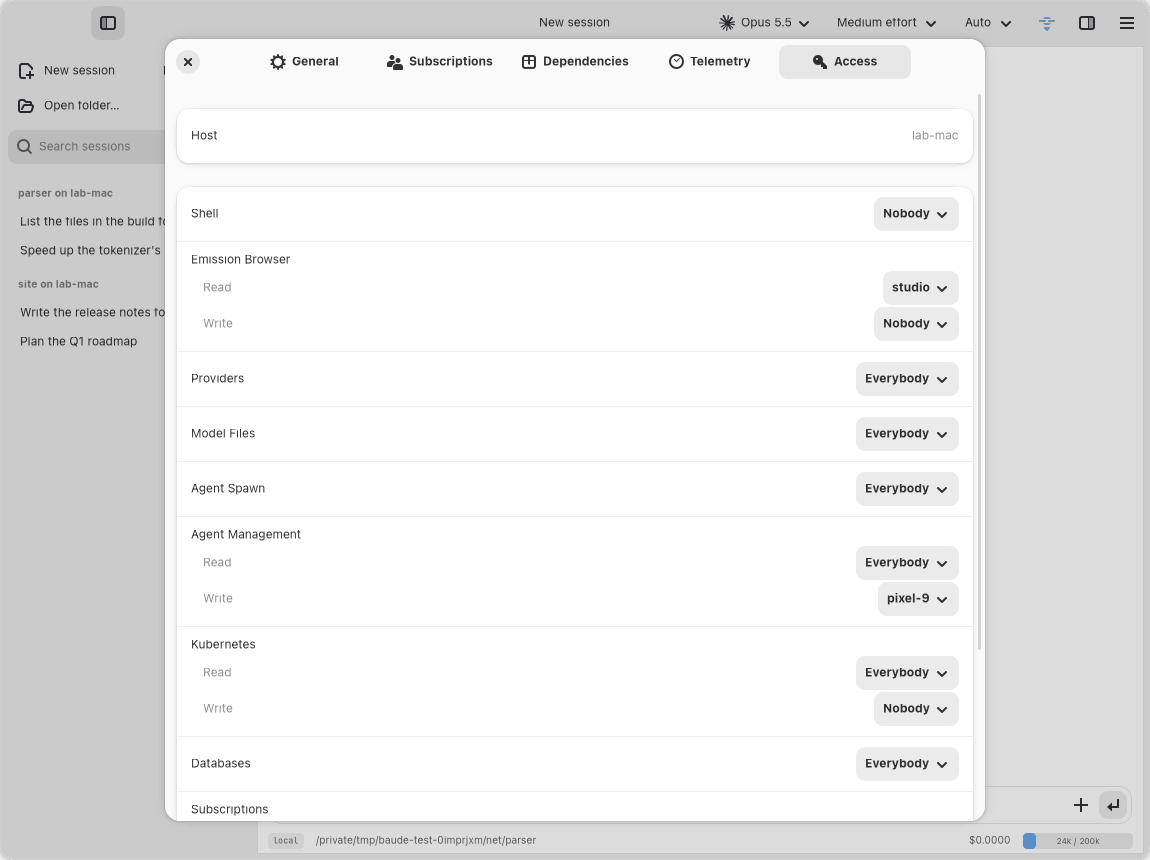 New session
Opus 5.5
Medium effort
Auto
New session
Open folder...
Search sessions
parser on lab-mac
List the files in the build
Speed up the tokenizer's
site on lab-mac
Write the release notes
Plan the Q1 roadmap
General
Subscriptions
Dependencies
Telemetry
Access
Host
lab-mac
Shell
Nobody
Emission Browser
Read
studio
Write
Nobody
Providers
Everybody
Model Files
Everybody
Agent Spawn
Everybody
Agent Management
Read
Everybody
Write
pixel-9
Kubernetes
Read
Everybody
Write
Nobody
Databases
Everybody
Subscriptions
local
/private/tmp/baude-test-0imprjxm/net/parser
$0.0000
24k / 200k